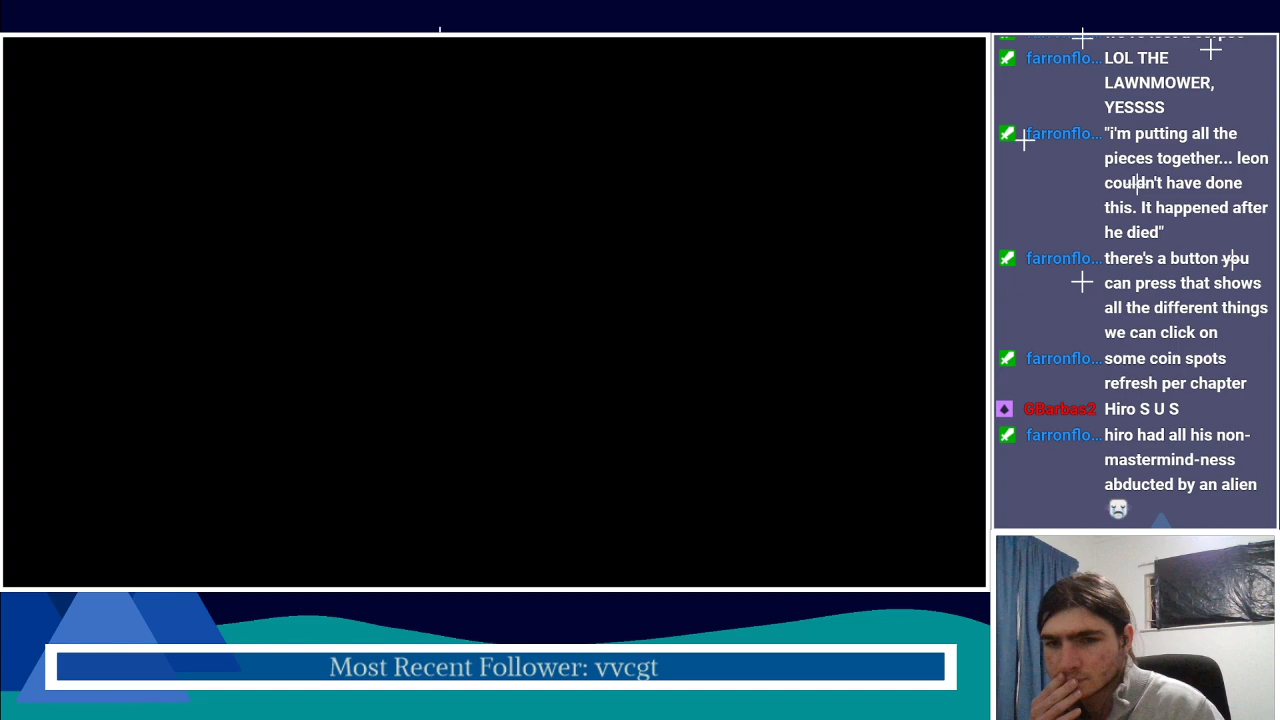 farronflo... LOL THE
LAWNMOWER,
YESSSS
farronflo... "i'm putting all the
pieces together... leon
couldn't have done
this. It happened after
he died"
farronflo... there's a button you
can press that shows
all the different things
we can click on
farronflo... some coin spots
refresh per chapter
GBarbas2 Hiro S U S
farronflo... hiro had all his non-
mastermind-ness
abducted by an alien
Most Recent Follower: vvcgt